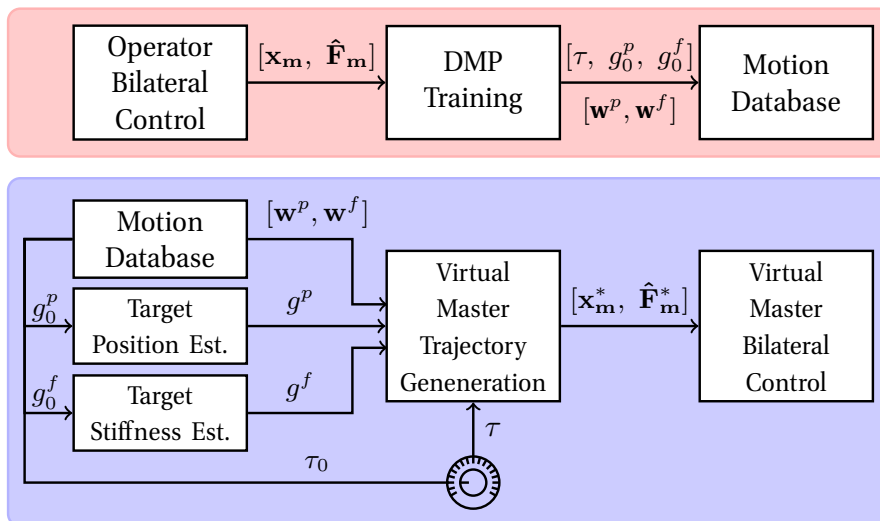 Operator
Bilateral
Control
[x_m, F̂_m]
DMP
Training
[τ, g_0^p, g_0^f]
[w^p, w^f]
Motion
Database
Motion
Database
[w^p, w^f]
g_0^p
Target
Position Est.
g^p
g_0^f
Target
Stiffness Est.
g^f
τ_0
τ
Virtual
Master
Trajectory
Geneneration
[x_m^*, F̂_m^*]
Virtual
Master
Bilateral
Control